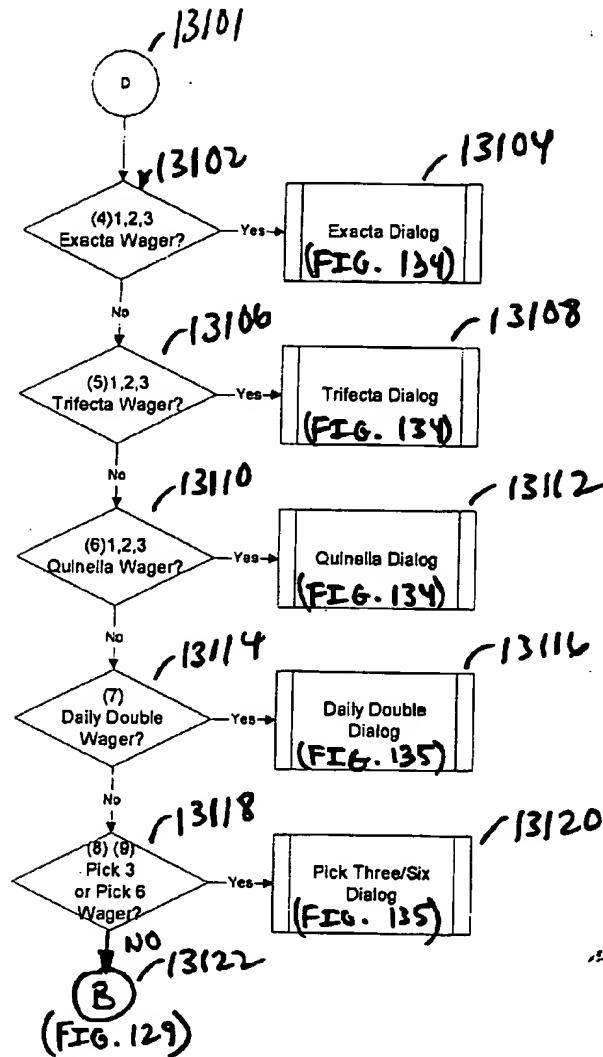 13101
D
13102
13104
(4)1,2,3
Exacta Wager?
Yes
Exacta Dialog
(FIG. 134)
No
13106
13108
(5)1,2,3
Trifecta Wager?
Yes
Trifecta Dialog
(FIG. 134)
No
13110
13112
(6)1,2,3
Quinella Wager?
Yes
Quinella Dialog
(FIG. 134)
No
13114
13116
(7)
Daily Double
Wager?
Yes
Daily Double
Dialog
(FIG. 135)
No
13118
13120
(8) (9)
Pick 3
or Pick 6
Wager?
Yes
Pick Three/Six
Dialog
(FIG. 135)
NO
13122
B
(FIG. 129)